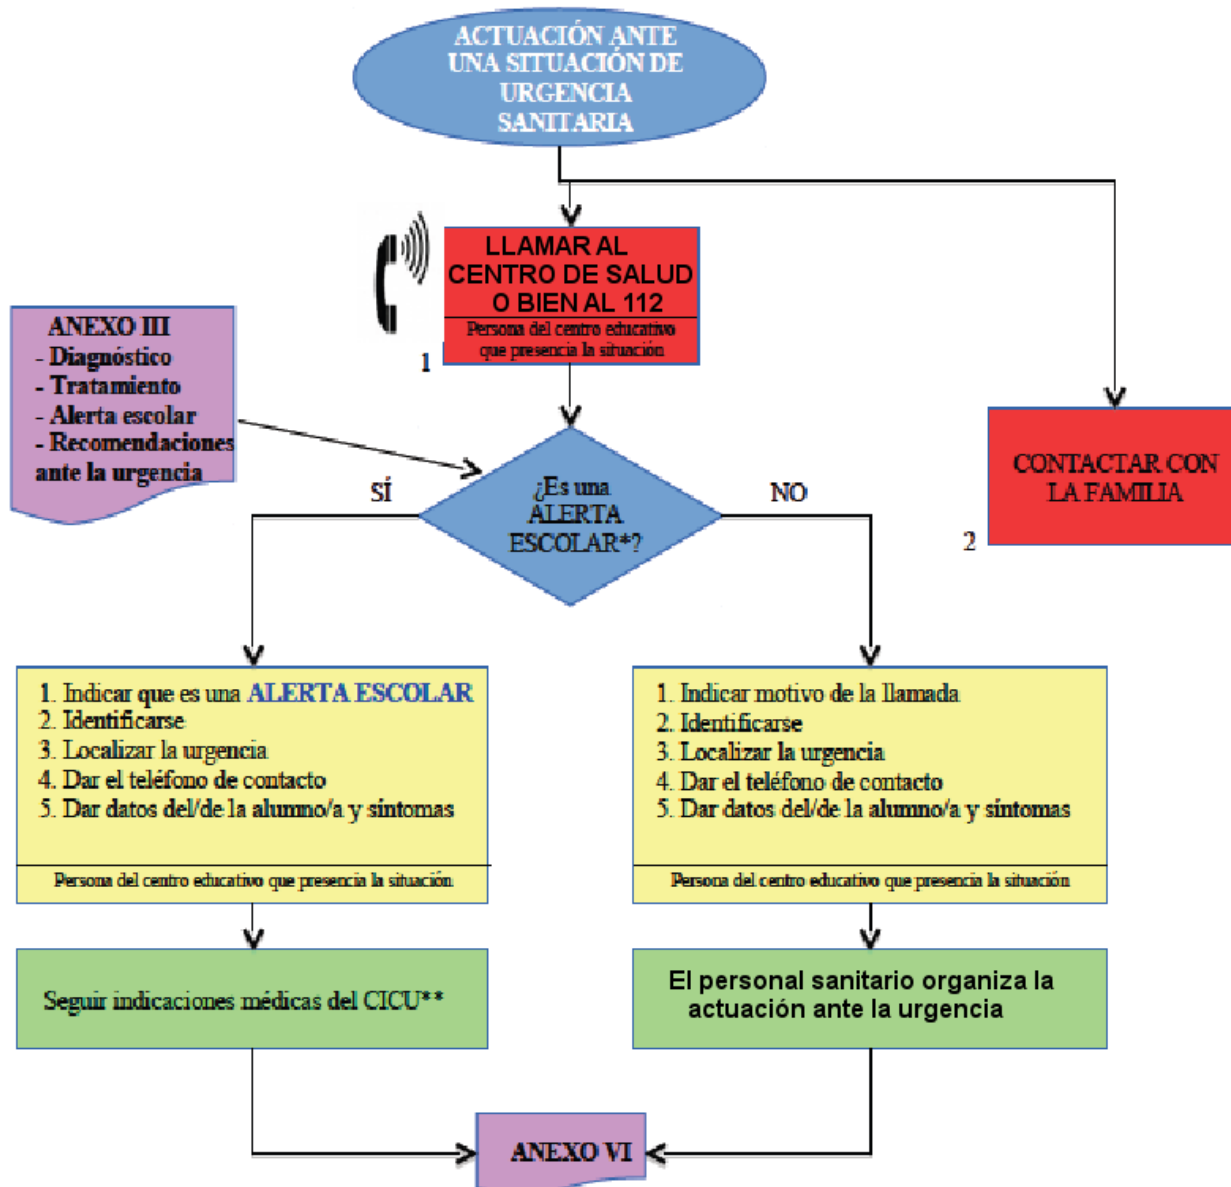 ACTUACIÓN ANTE
UNA SITUACIÓN DE
URGENCIA
SANITARIA
LLAMAR AL
CENTRO DE SALUD
O BIEN AL 112
Persona del centro educativo
que presencia la situación
1
ANEXO III
- Diagnóstico
- Tratamiento
- Alerta escolar
- Recomendaciones
ante la urgencia
CONTACTAR CON
LA FAMILIA
2
¿Es una
ALERTA
ESCOLAR*?
SÍ
NO
1. Indicar que es una ALERTA ESCOLAR
2. Identificarse
3. Localizar la urgencia
4. Dar el teléfono de contacto
5. Dar datos del/de la alumno/a y síntomas
Persona del centro educativo que presencia la situación
1. Indicar motivo de la llamada
2. Identificarse
3. Localizar la urgencia
4. Dar el teléfono de contacto
5. Dar datos del/de la alumno/a y síntomas
Persona del centro educativo que presencia la situación
Seguir indicaciones médicas del CICU**
El personal sanitario organiza la
actuación ante la urgencia
ANEXO VI